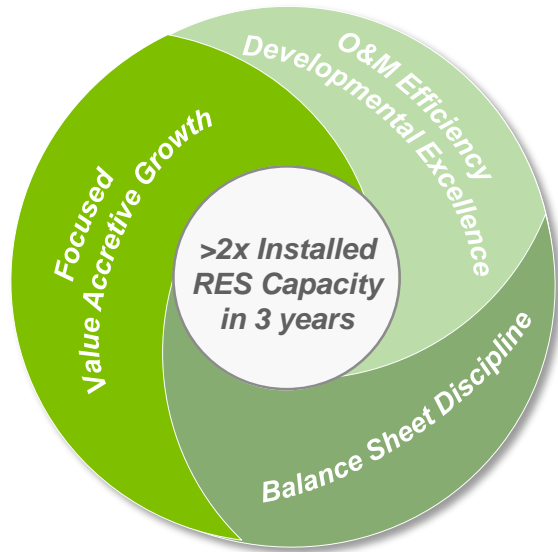 O&M Efficiency
Developmental Excellence
Focused
Value Accretive Growth
>2x Installed
RES Capacity
in 3 years
Balance Sheet Discipline